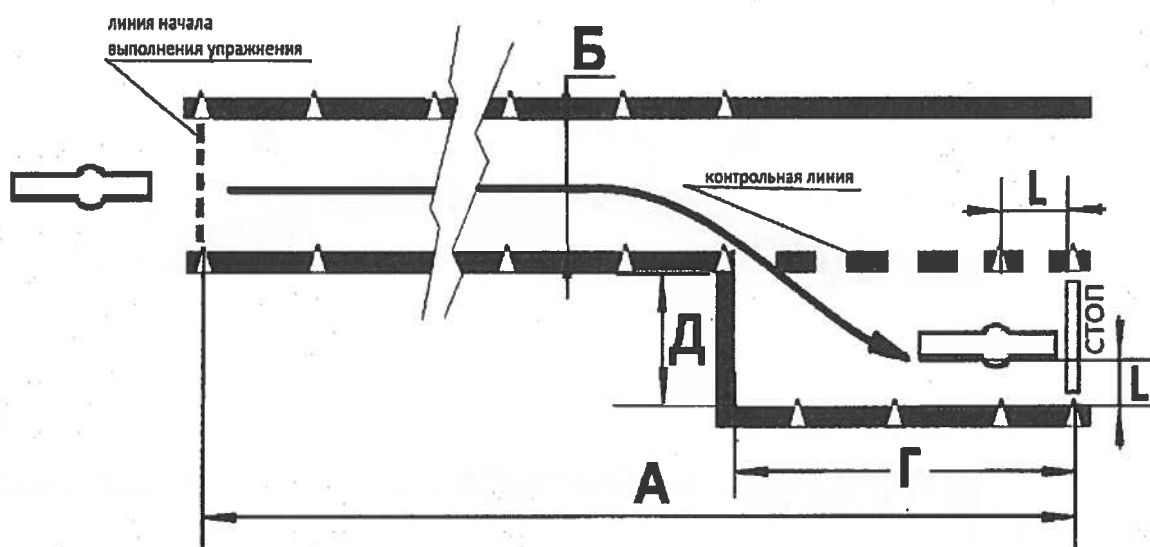 линия начала
выполнения упражнения
Б
контрольная линия
L
СТОП
Д
L
Г
А